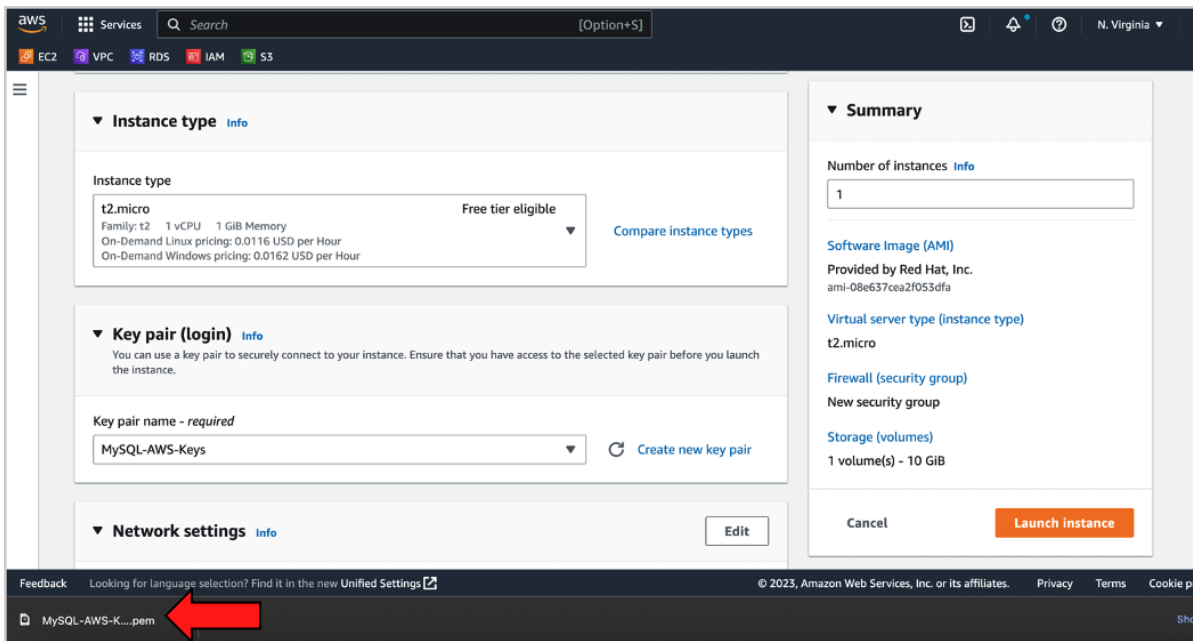 aws Services Search [Option+S] N. Virginia
EC2 VPC RDS IAM S3
Instance type Info
Instance type
t2.micro Free tier eligible
Family: t2 1 vCPU 1 GiB Memory
On-Demand Linux pricing: 0.0116 USD per Hour
On-Demand Windows pricing: 0.0162 USD per Hour
Compare instance types
Key pair (login) Info
You can use a key pair to securely connect to your instance. Ensure that you have access to the selected key pair before you launch
the instance.
Key pair name - required
MySQL-AWS-Keys
Create new key pair
Network settings Info
Edit
Summary
Number of instances Info
1
Software Image (AMI)
Provided by Red Hat, Inc.
ami-08e637cea2f053dfa
Virtual server type (instance type)
t2.micro
Firewall (security group)
New security group
Storage (volumes)
1 volume(s) - 10 GiB
Cancel Launch instance
Feedback Looking for language selection? Find it in the new Unified Settings © 2023, Amazon Web Services, Inc. or its affiliates. Privacy Terms Cookie p
MySQL-AWS-K....pem Sho